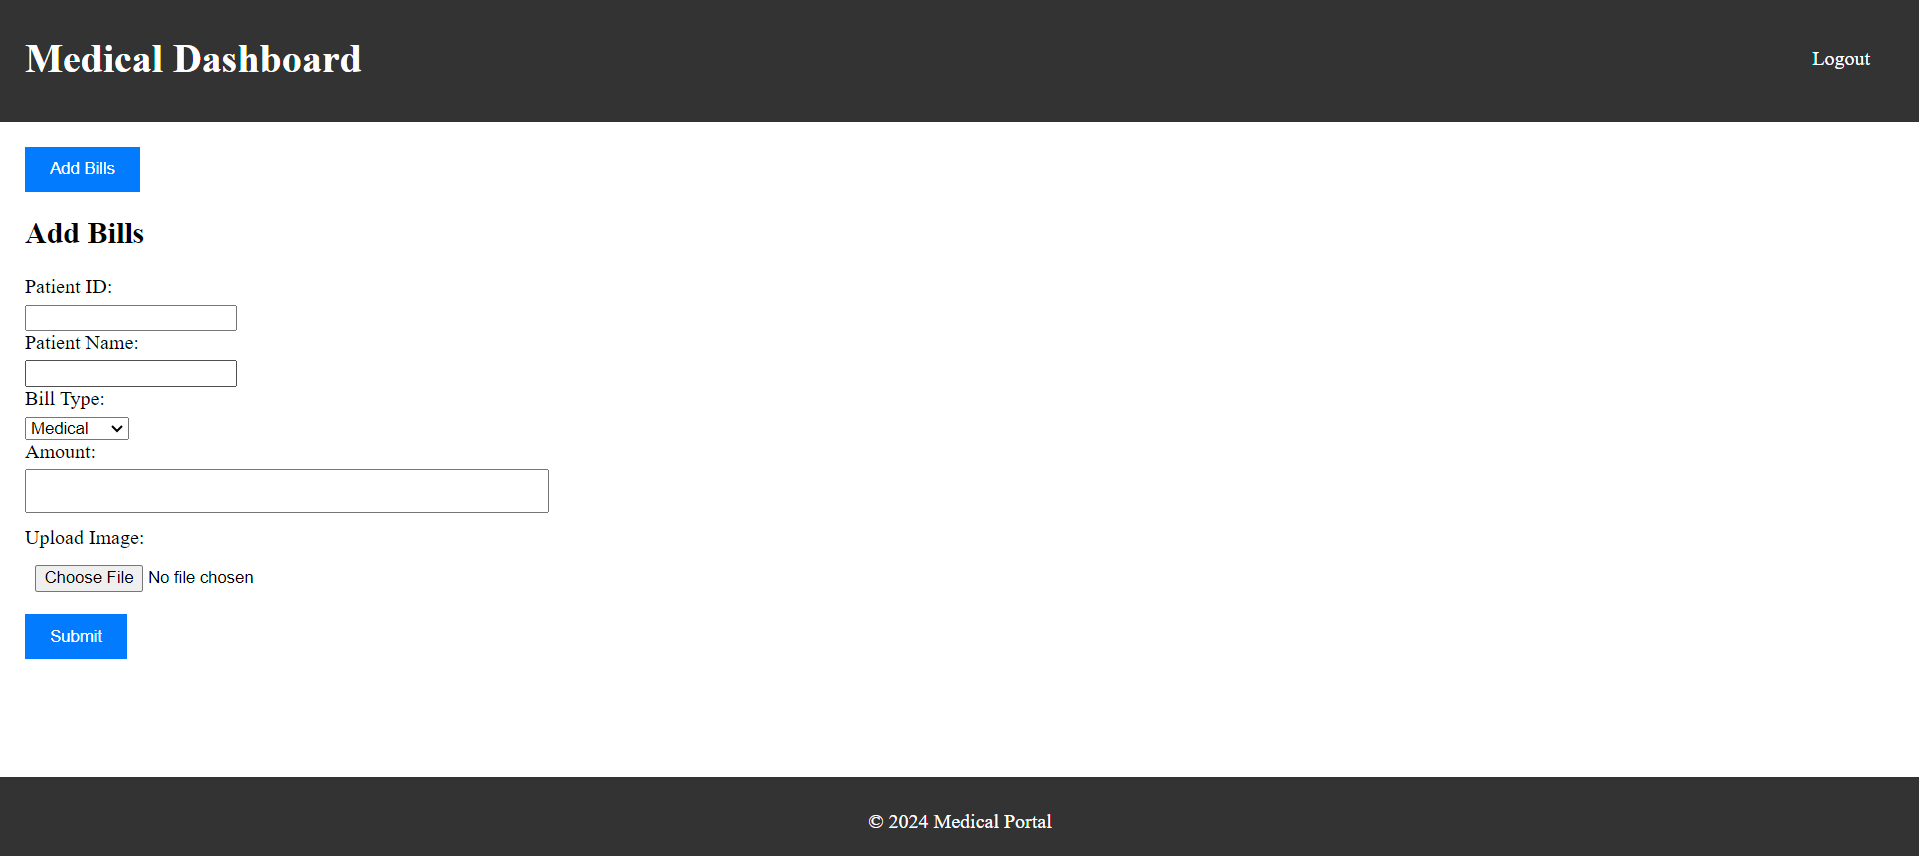 Medical Dashboard
Logout
Add Bills
Add Bills
Patient ID:
Patient Name:
Bill Type:
Medical
Amount:
Upload Image:
Choose File No file chosen
Submit
© 2024 Medical Portal